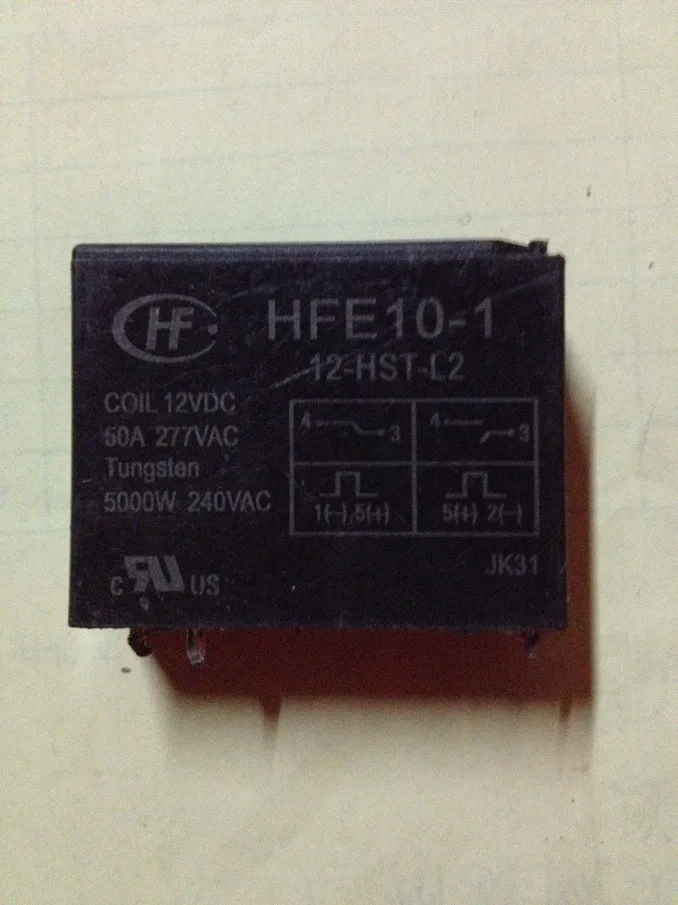 HF HFE10-1
12-HST-L2
COIL 12VDC
50A 277VAC
Tungsten
5000W 240VAC
4 3
4 3
1(–) 5(+)
5(+) 2(–)
JK31
c RU US